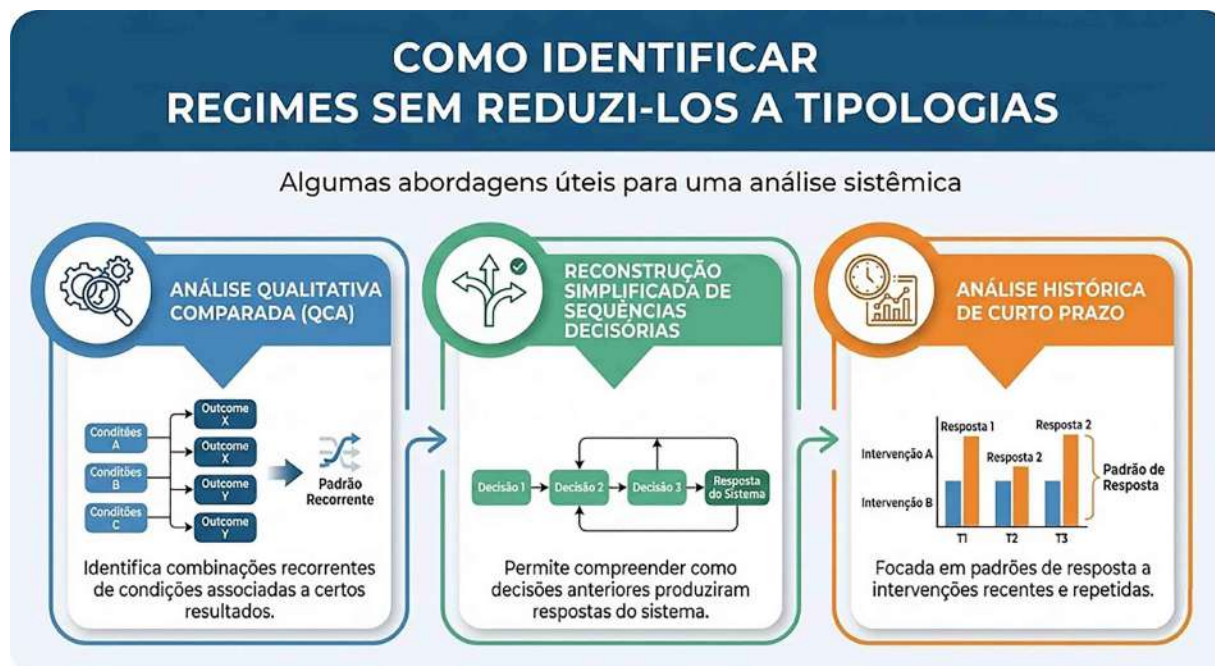 COMO IDENTIFICAR
REGIMES SEM REDUZI-LOS A TIPOLOGIAS
Algumas abordagens úteis para uma análise sistêmica
ANÁLISE QUALITATIVA
COMPARADA (QCA)
Conditões
A
Conditões
B
Conditões
C
Outcome
X
Outcome
X
Outcome
Y
Outcome
Y
Padrão
Recorrente
Identifica combinações recorrentes
de condições associadas a certos
resultados.
RECONSTRUÇÃO
SIMPLIFICADA DE
SEQUÊNCIAS
DECISÓRIAS
Decisão 1
Decisão 2
Decisão 3
Resposta
do Sistema
Permite compreender como
decisões anteriores produziram
respostas do sistema.
ANÁLISE HISTÓRICA
DE CURTO PRAZO
Resposta 1
Resposta 2
Resposta 2
Intervenção A
Intervenção B
Padrão de
Resposta
T1
T2
T3
Focada em padrões de resposta a
intervenções recentes e repetidas.